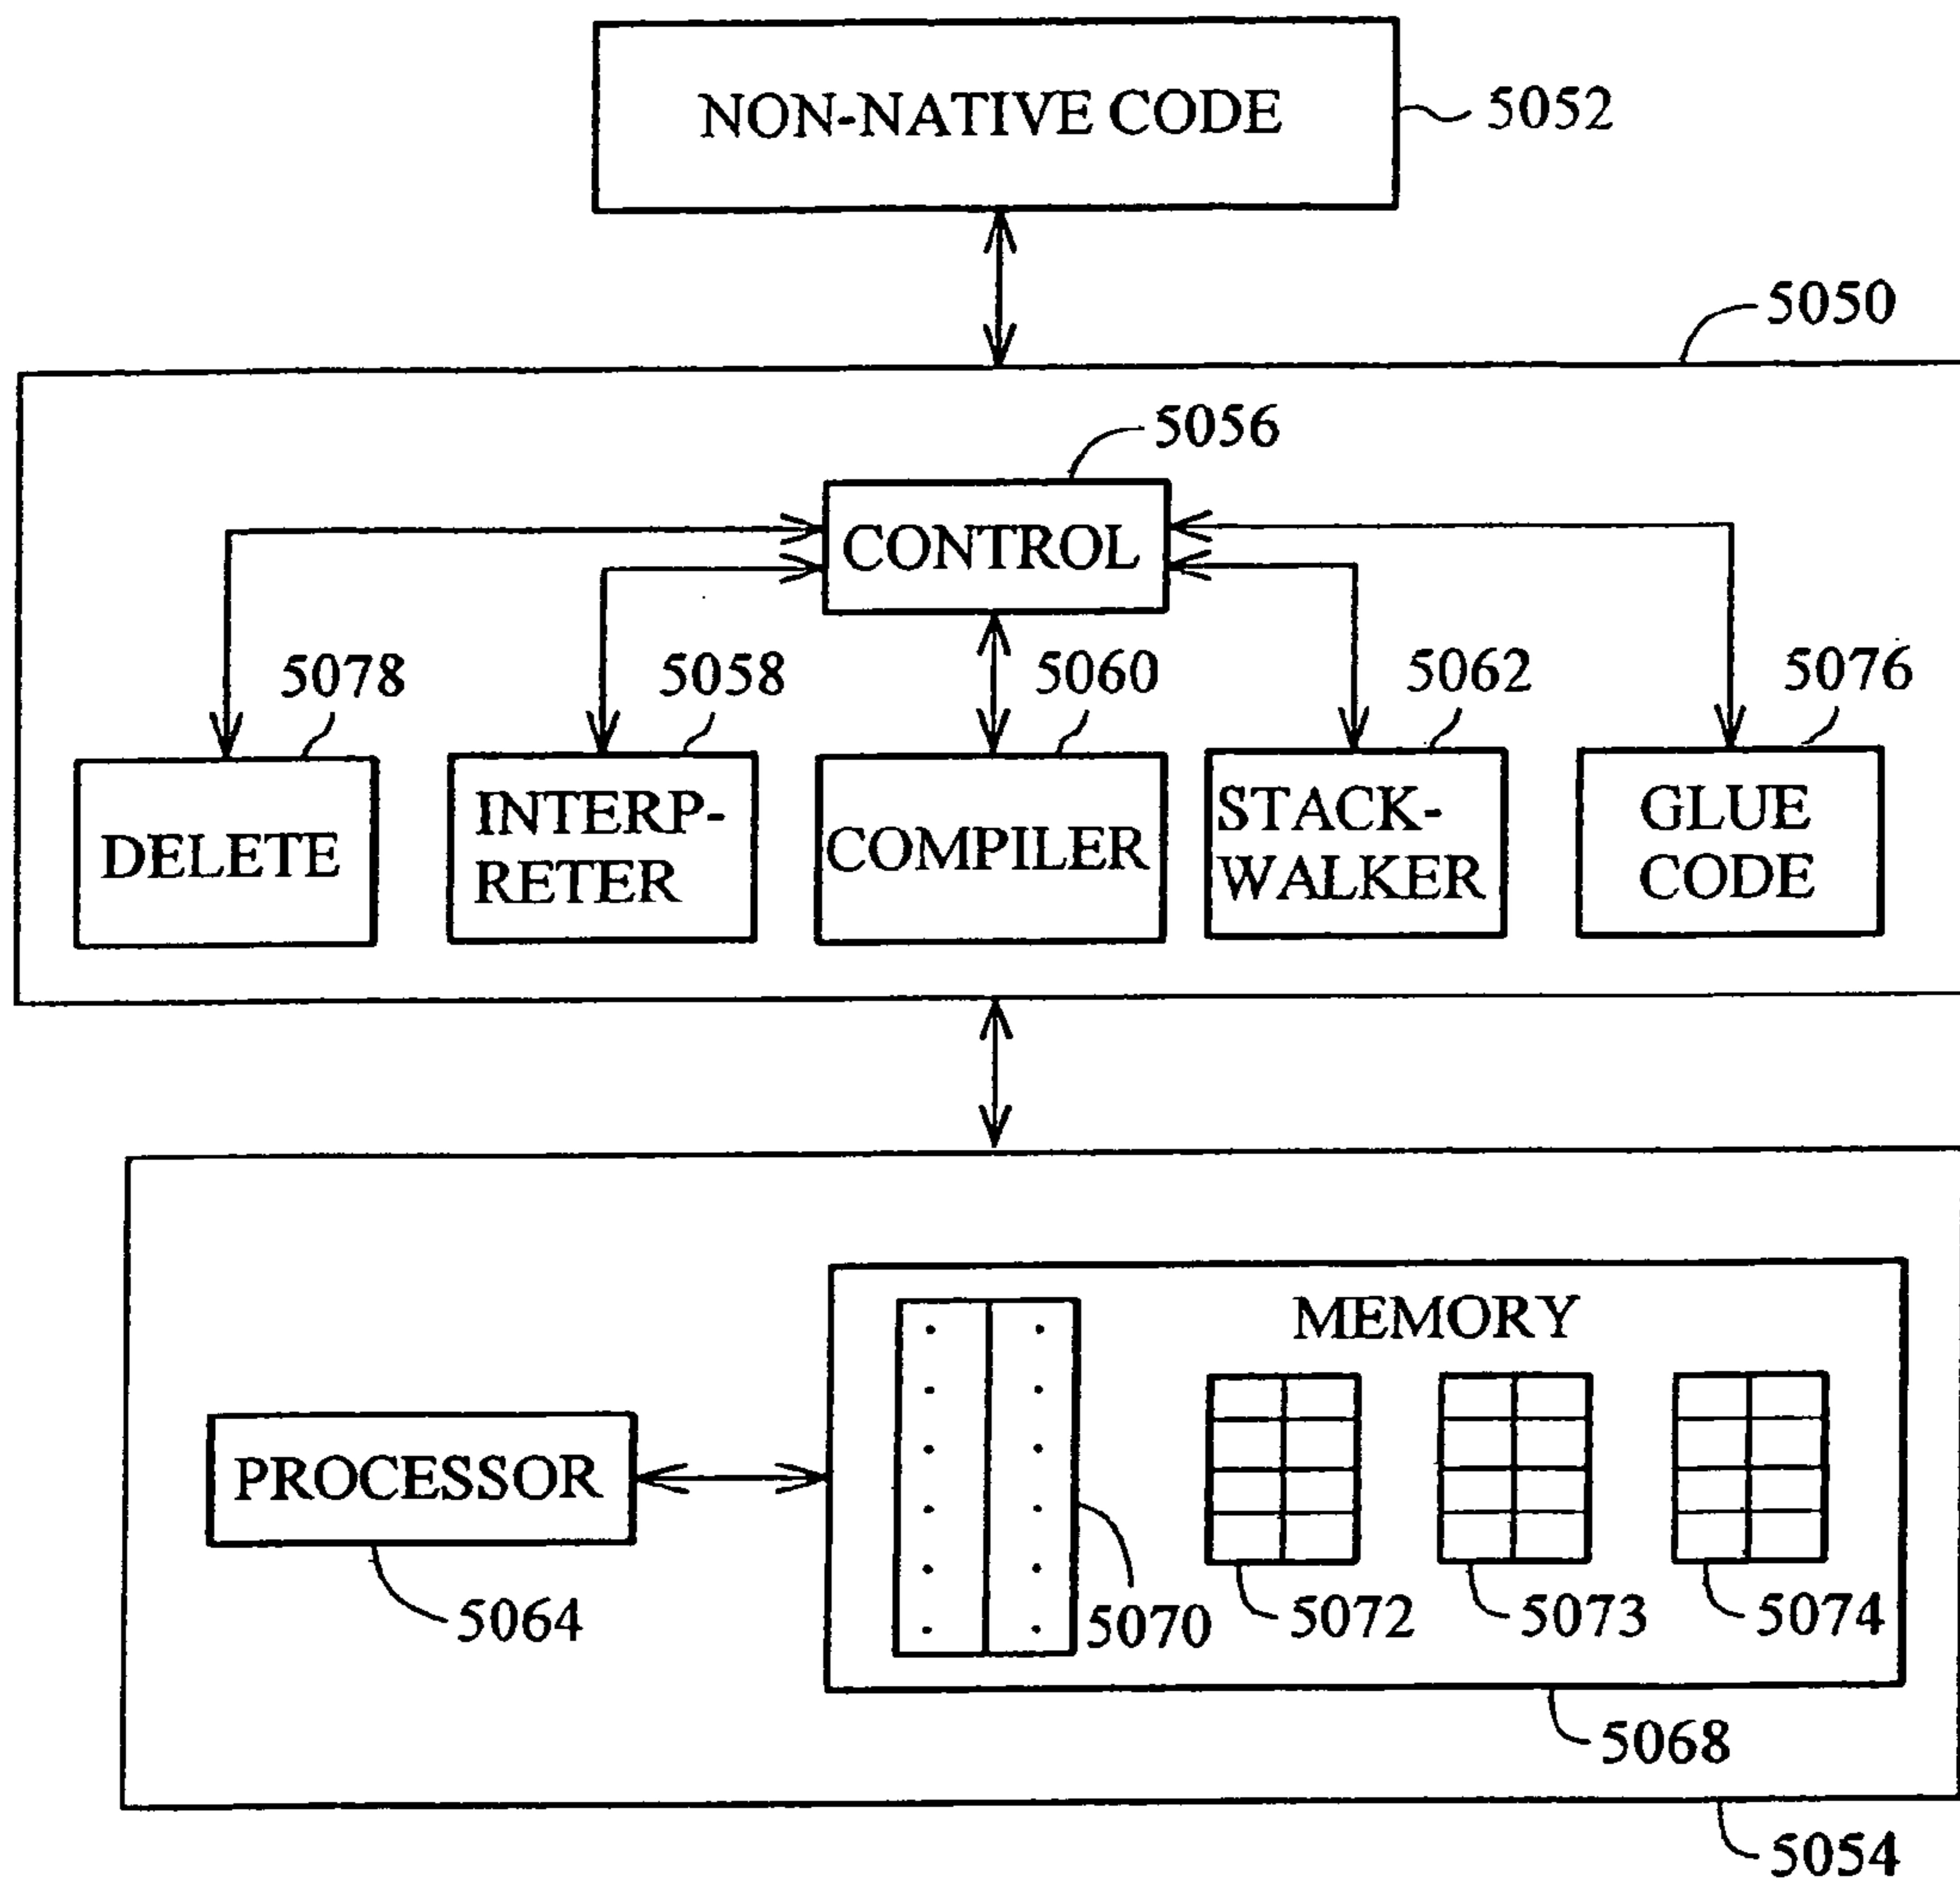 NON-NATIVE CODE
5052
5050
5056
CONTROL
5078
5058
5060
5062
5076
DELETE
INTERP-
RETER
COMPILER
STACK-
WALKER
GLUE
CODE
MEMORY
PROCESSOR
5064
5070
5072
5073
5074
5068
5054